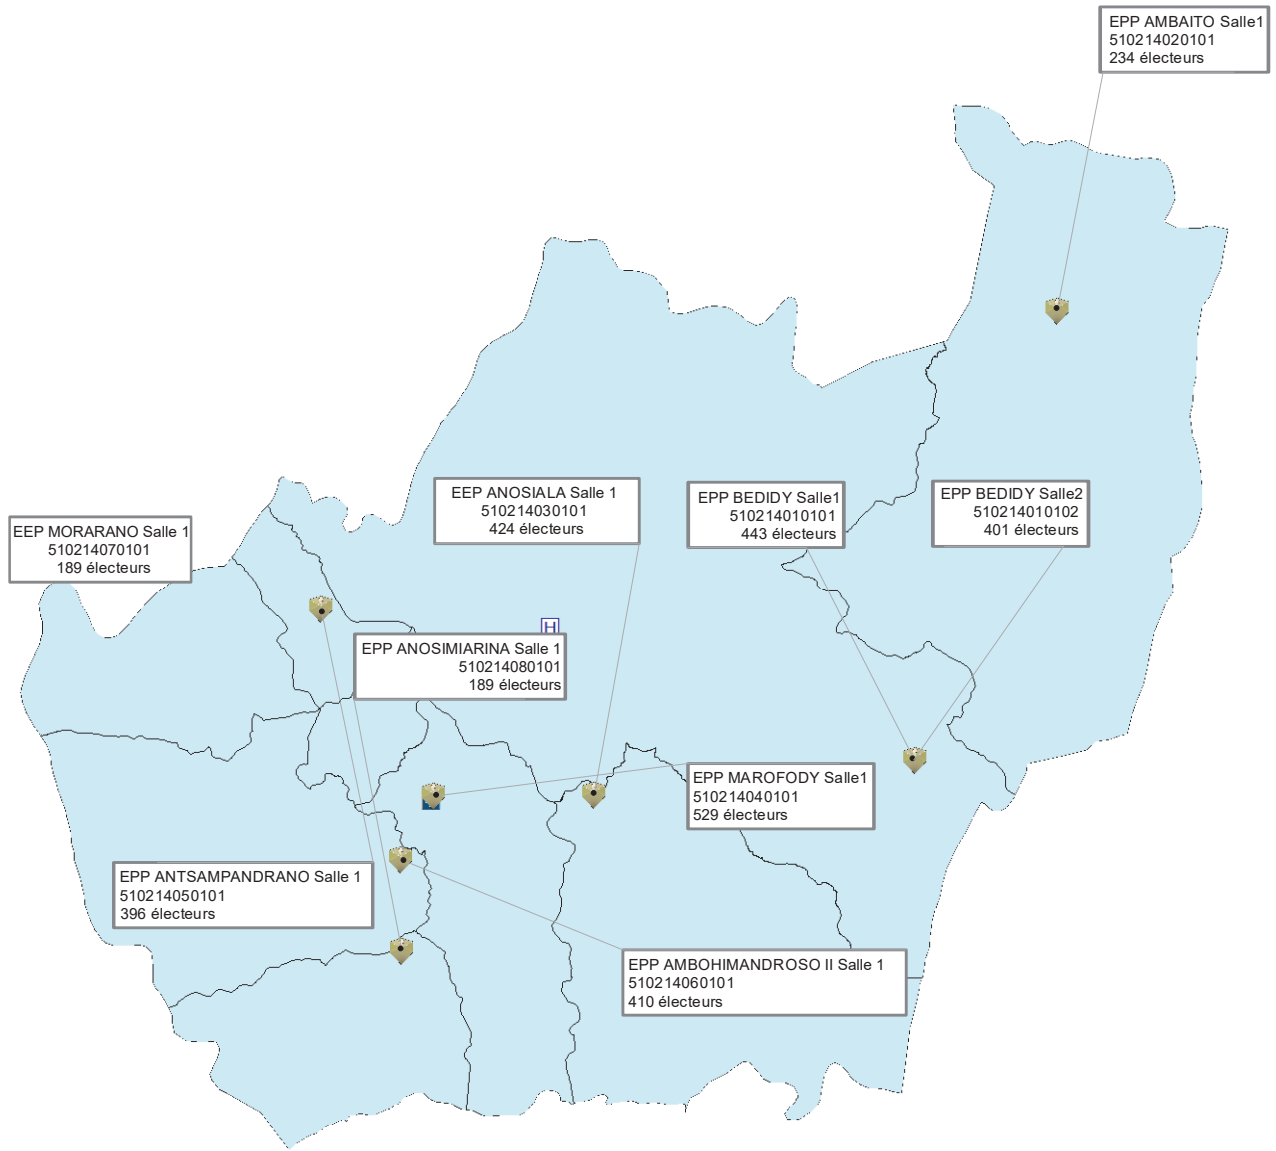 EPP AMBAITO Salle1
510214020101
234 électeurs
EEP ANOSIALA Salle 1
510214030101
424 électeurs
EPP BEDIDY Salle1
510214010101
443 électeurs
EPP BEDIDY Salle2
510214010102
401 électeurs
EEP MORARANO Salle 1
510214070101
189 électeurs
H
EPP ANOSIMIARINA Salle 1
510214080101
189 électeurs
EPP MAROFODY Salle1
510214040101
529 électeurs
EPP ANTSAMPANDRANO Salle 1
510214050101
396 électeurs
EPP AMBOHIMANDROSO II Salle 1
510214060101
410 électeurs